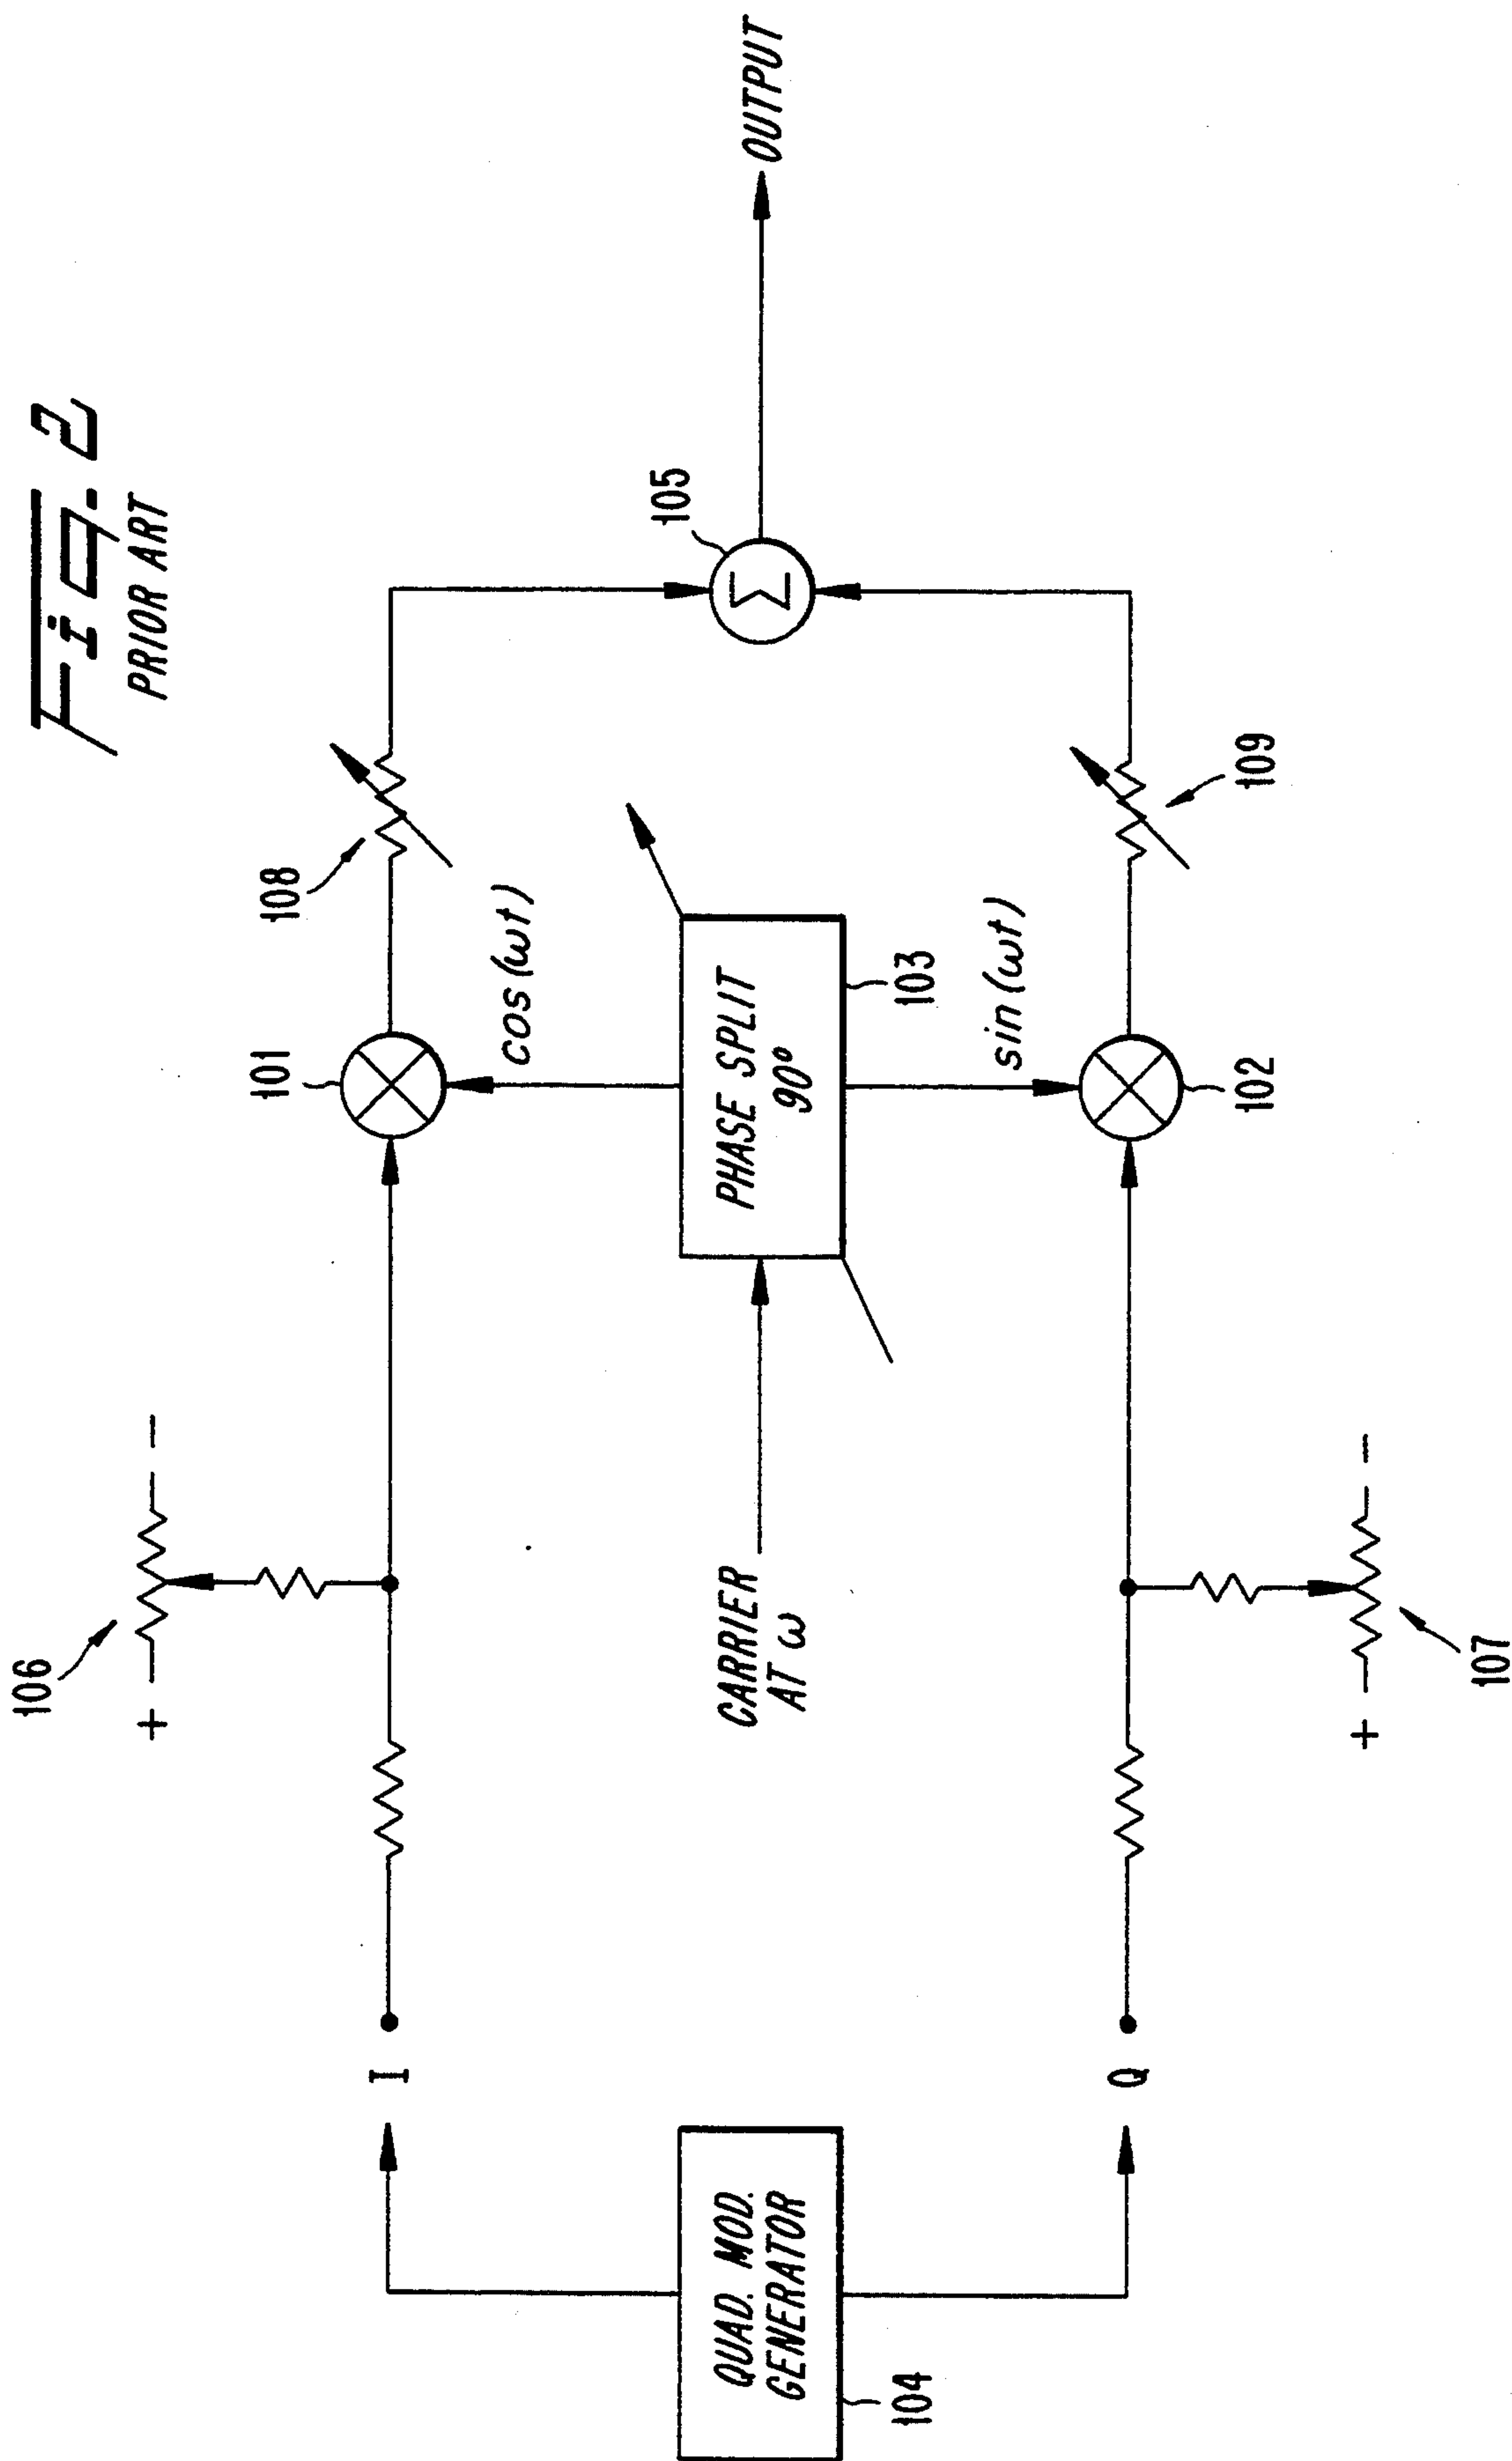 Fig. 2
PRIOR ART
106
+ -
I
101
108
cos (ωt)
QUAD. MOD.
GENERATOR
104
CARRIER
AT ω
PHASE SPLIT
90°
103
Σ
105
OUTPUT
sin (ωt)
Q
102
109
+ -
107